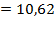 = 10,62